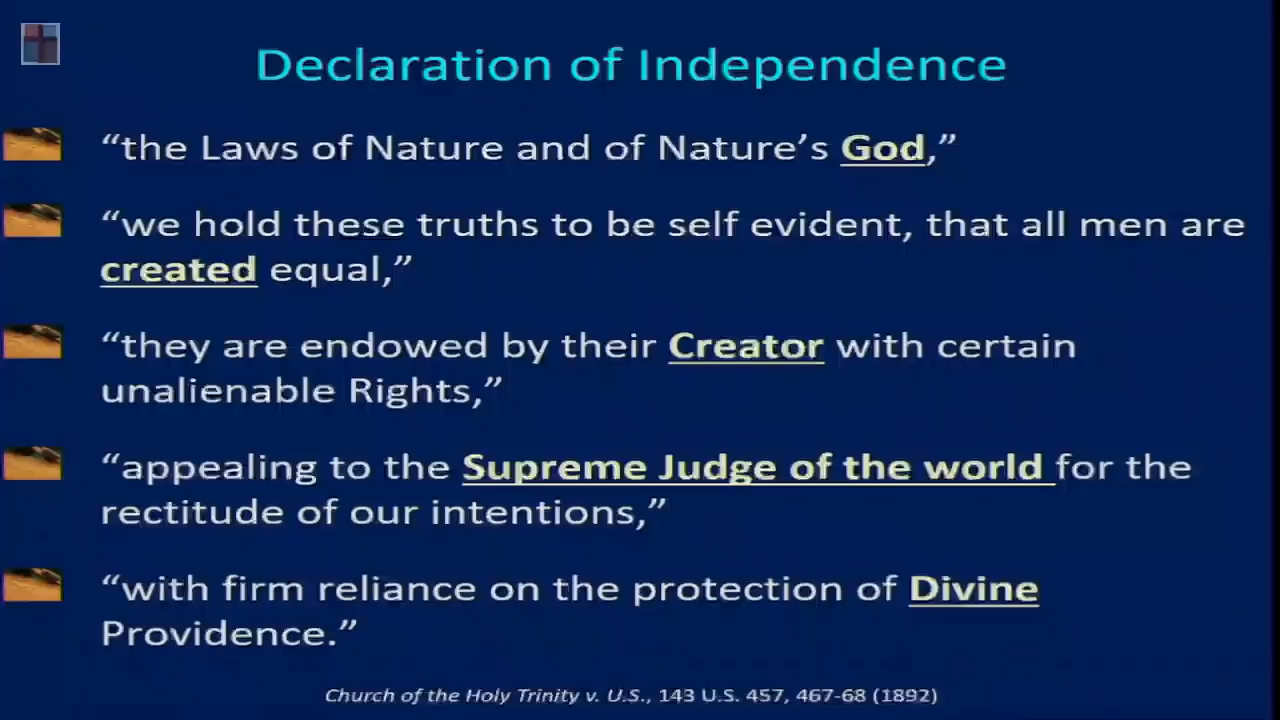 Declaration of Independence
“the Laws of Nature and of Nature’s God,”
“we hold these truths to be self evident, that all men are
created equal,”
“they are endowed by their Creator with certain
unalienable Rights,”
“appealing to the Supreme Judge of the world for the
rectitude of our intentions,”
“with firm reliance on the protection of Divine
Providence.”
Church of the Holy Trinity v. U.S., 143 U.S. 457, 467-68 (1892)